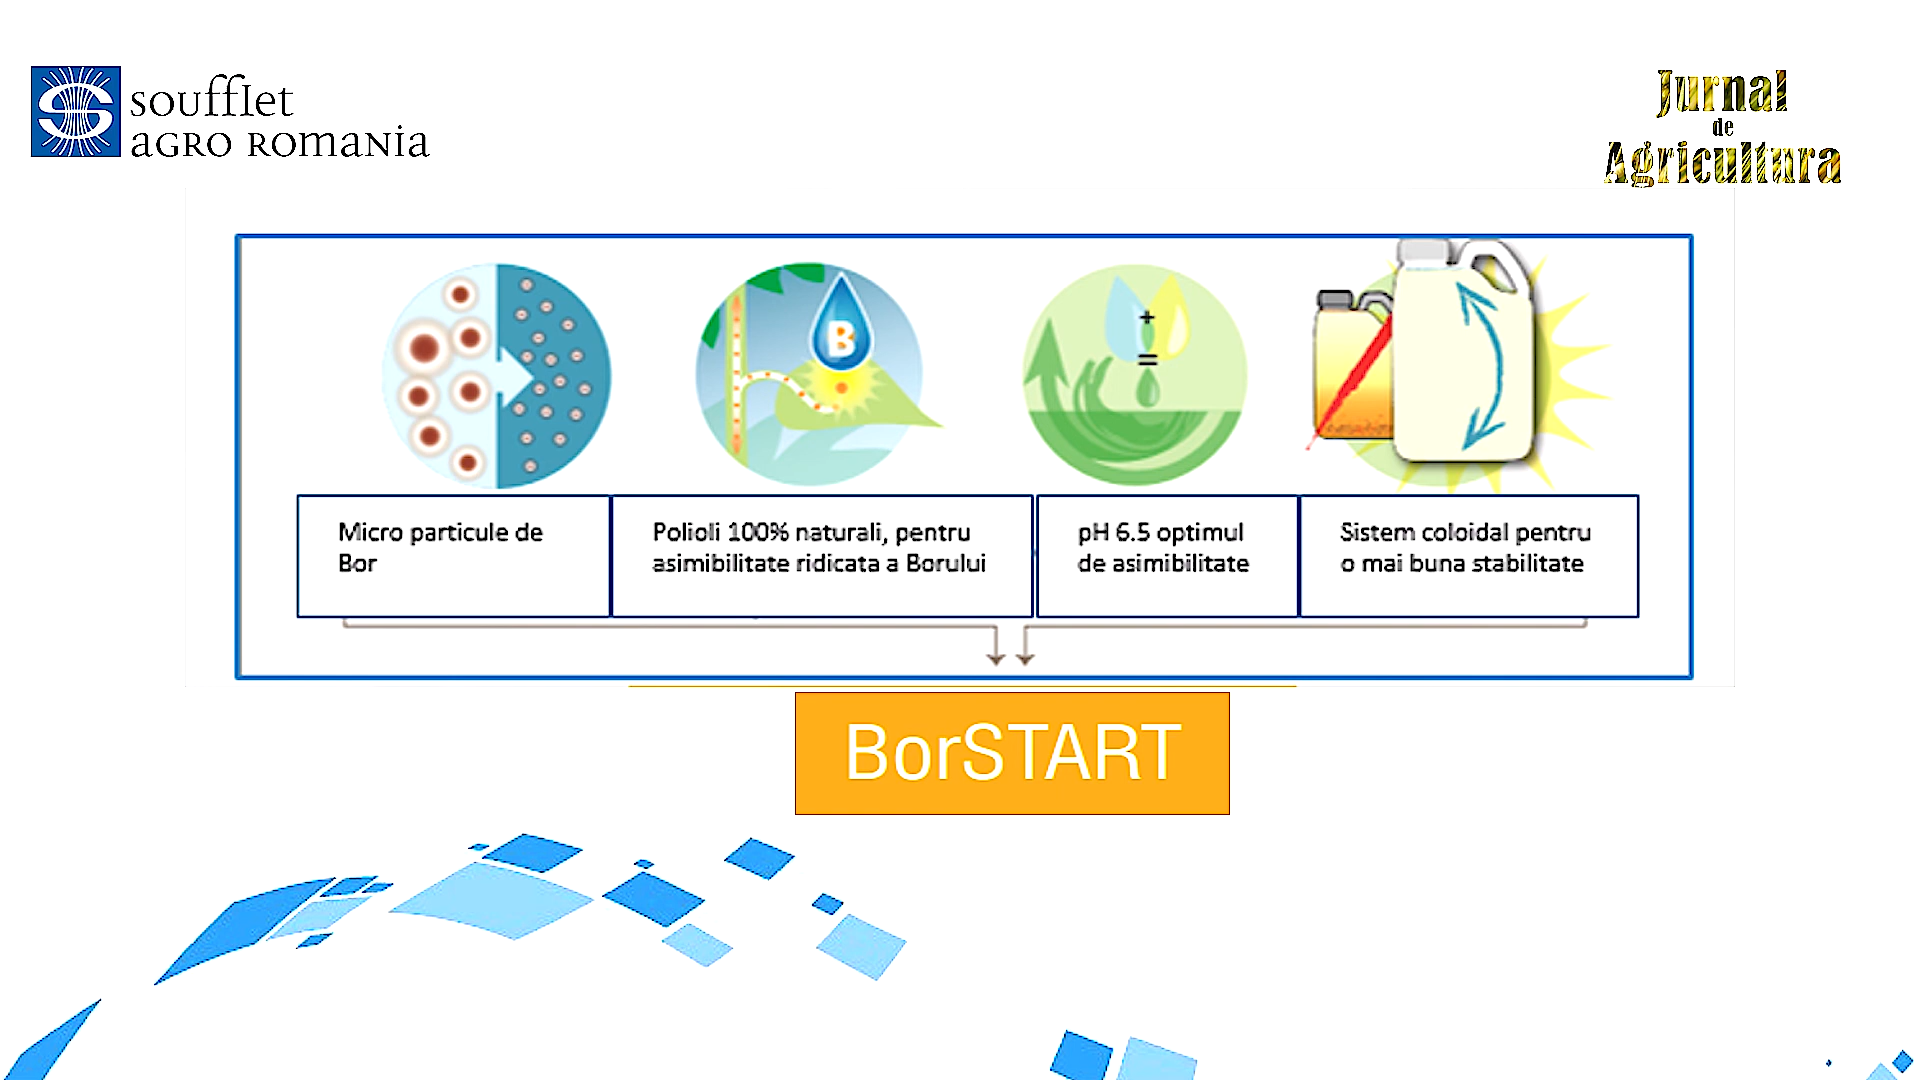 soufflet
agro romania
Jurnal
de
Agricultura
B
+
=
Micro particule de
Bor
Polioli 100% naturali, pentru
asimibilitate ridicata a Borului
pH 6.5 optimul
de asimibilitate
Sistem coloidal pentru
o mai buna stabilitate
BorSTART